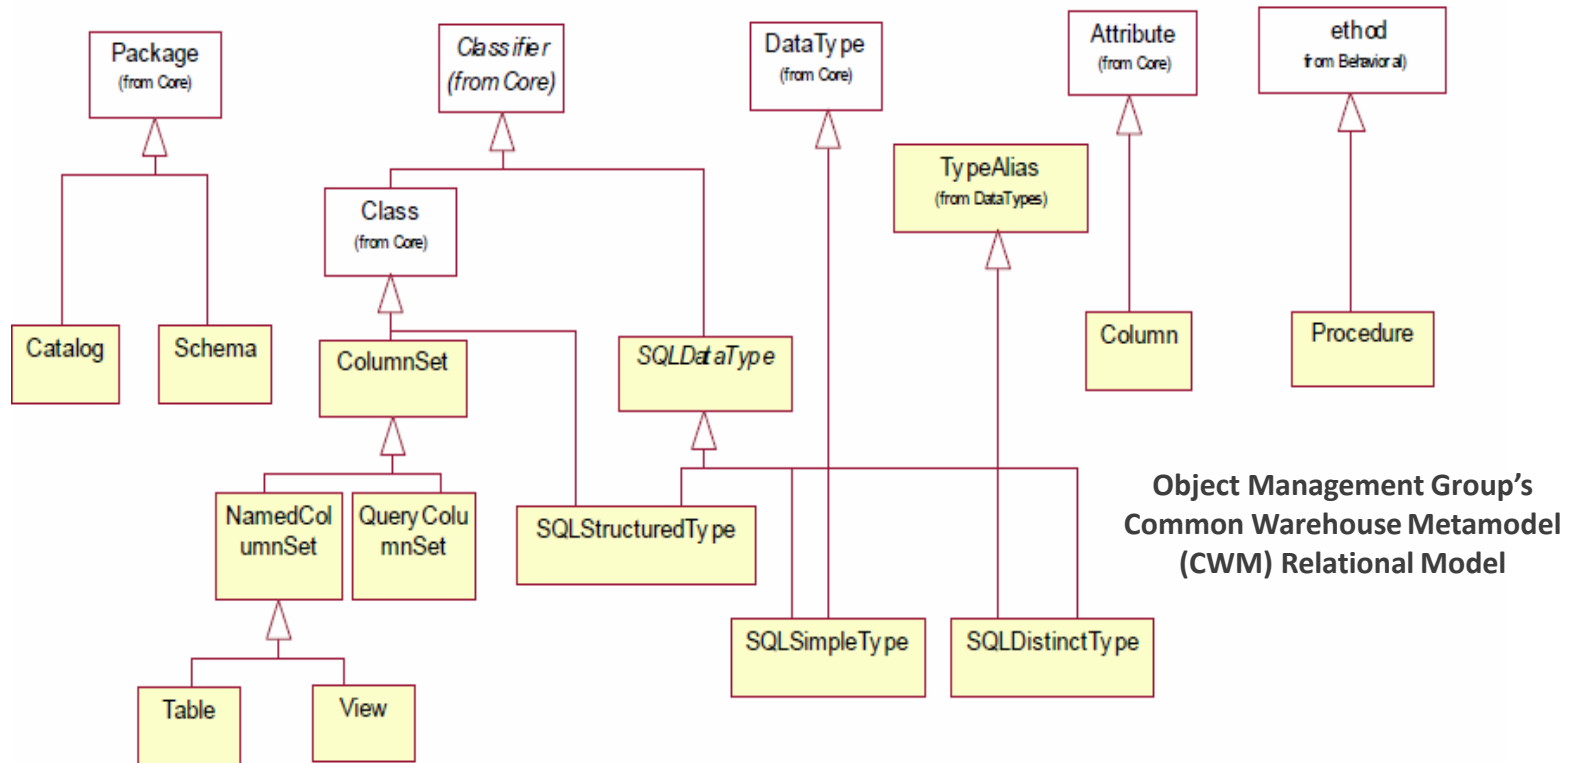 Package
(from Core)
Classifier
(from Core)
DataType
(from Core)
Attribute
(from Core)
ethod
from Behavioral)
TypeAlias
(from DataTypes)
Class
(from Core)
Catalog
Schema
ColumnSet
SQLDataType
Column
Procedure
NamedCol
umnSet
QueryColu
mnSet
SQLStructuredType
Object Management Group’s
Common Warehouse Metamodel
(CWM) Relational Model
SQLSimpleType
SQLDistinctType
Table
View